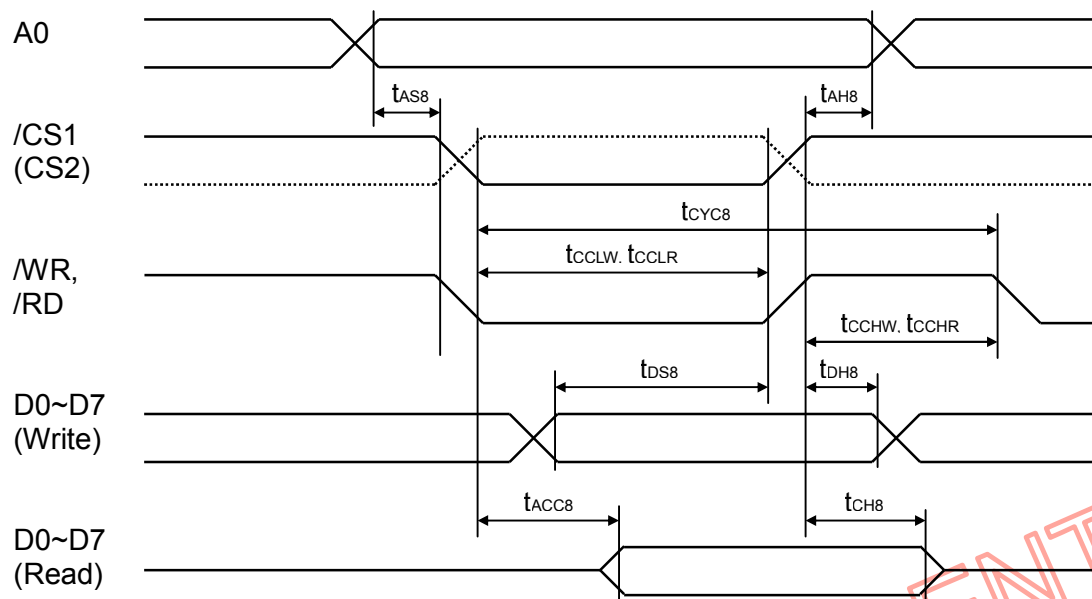 A0
tAS8
tAH8
/CS1
(CS2)
tCYC8
tCCLW. tCCLR
/WR,
/RD
tCCHW. tCCHR
tDS8
tDH8
D0~D7
(Write)
tACC8
tCH8
D0~D7
(Read)